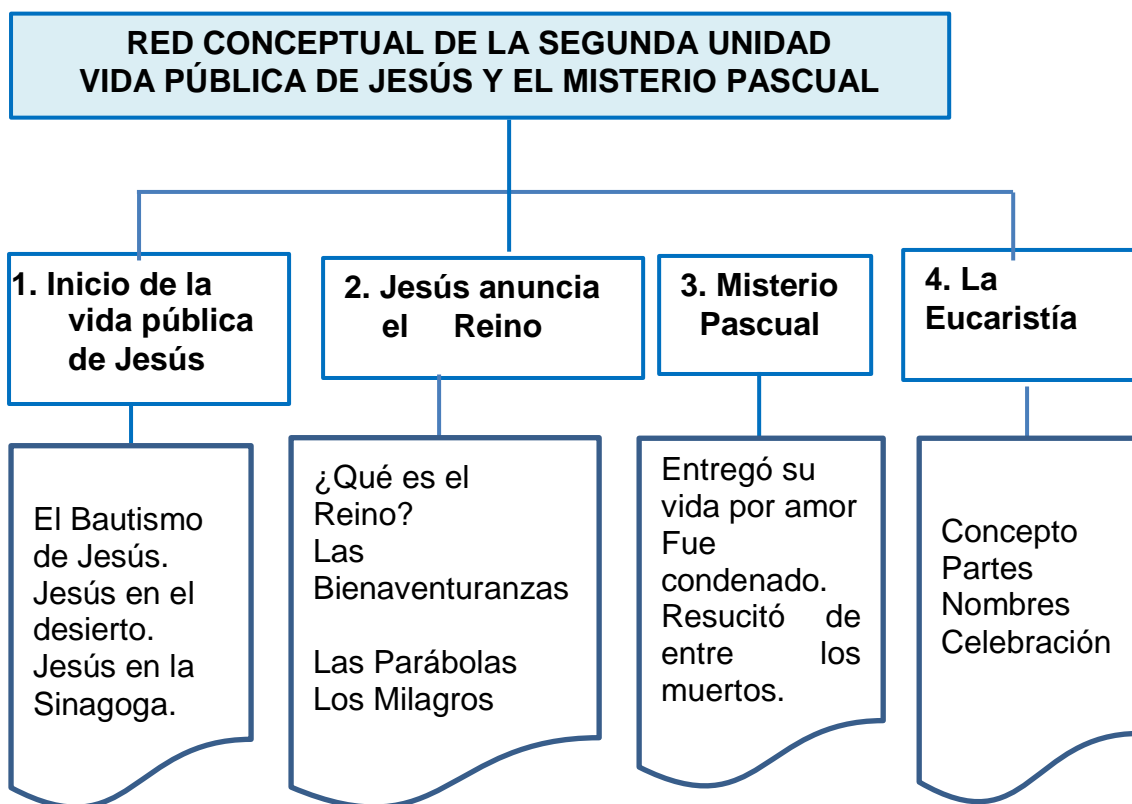 RED CONCEPTUAL DE LA SEGUNDA UNIDAD
VIDA PÚBLICA DE JESÚS Y EL MISTERIO PASCUAL
1. Inicio de la
vida pública
de Jesús
2. Jesús anuncia
el Reino
3. Misterio
Pascual
4. La
Eucaristía
El Bautismo
de Jesús.
Jesús en el
desierto.
Jesús en la
Sinagoga.
¿Qué es el
Reino?
Las
Bienaventuranzas
Las Parábolas
Los Milagros
Entregó su
vida por amor
Fue
condenado.
Resucitó de
entre los
muertos.
Concepto
Partes
Nombres
Celebración